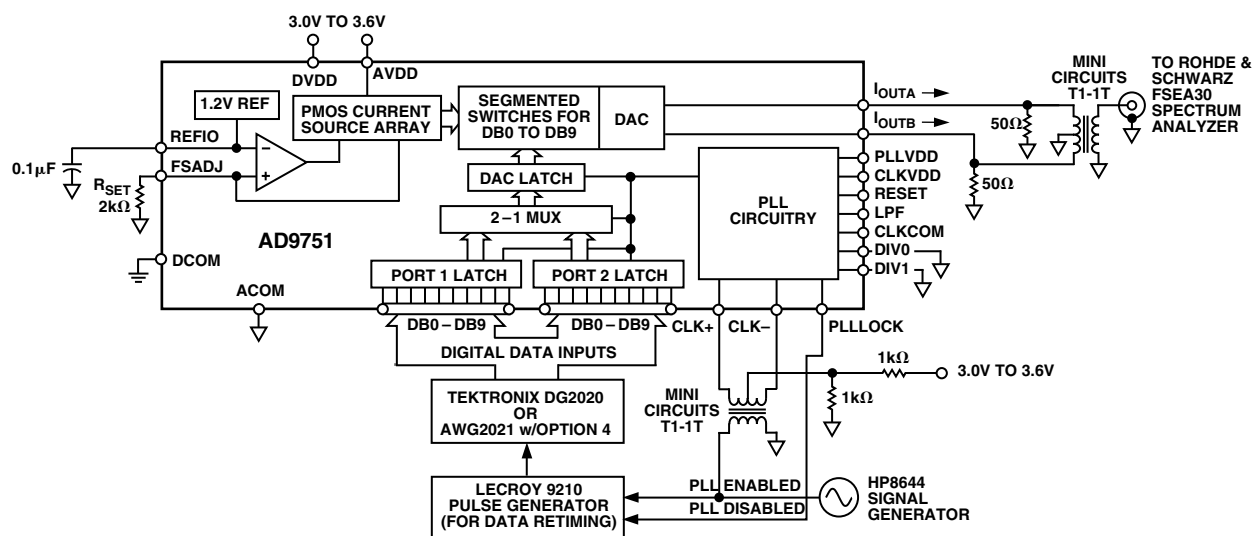 3.0V TO 3.6V
DVDD
AVDD
1.2V REF
PMOS CURRENT
SOURCE ARRAY
SEGMENTED
SWITCHES FOR
DB0 TO DB9
DAC
IOUTA
IOUTB
MINI
CIRCUITS
T1-1T
TO ROHDE &
SCHWARZ
FSEA30
SPECTRUM
ANALYZER
50Ω
50Ω
REFIO
FSADJ
0.1μF
RSET
2kΩ
–
+
DAC LATCH
2–1 MUX
PLL
CIRCUITRY
PLLVDD
CLKVDD
RESET
LPF
CLKCOM
DIV0
DIV1
AD9751
DCOM
ACOM
PORT 1 LATCH
PORT 2 LATCH
DB0–DB9
DB0–DB9
CLK+
CLK–
PLLLOCK
DIGITAL DATA INPUTS
TEKTRONIX DG2020
OR
AWG2021 w/OPTION 4
MINI
CIRCUITS
T1-1T
1kΩ
1kΩ
3.0V TO 3.6V
LECROY 9210
PULSE GENERATOR
(FOR DATA RETIMING)
PLL ENABLED
PLL DISABLED
HP8644
SIGNAL
GENERATOR